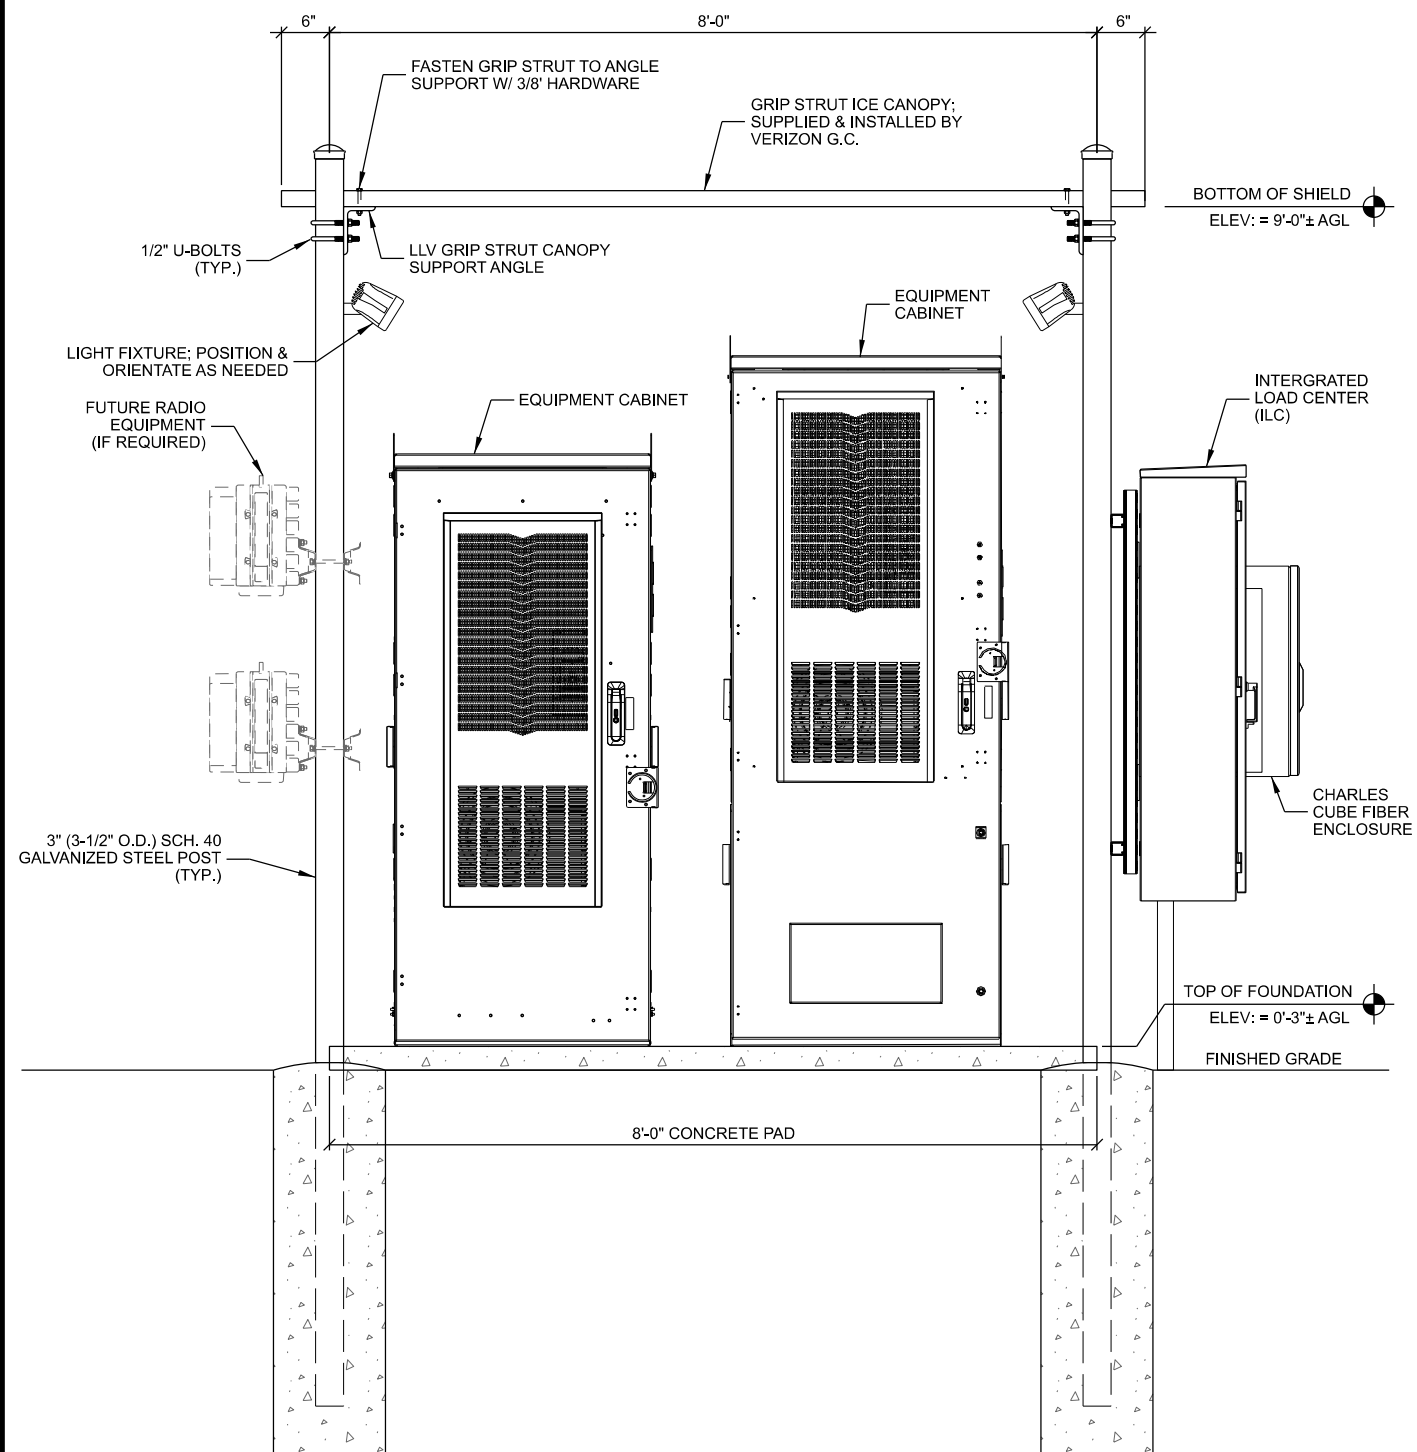 6"
8'-0"
6"
FASTEN GRIP STRUT TO ANGLE
SUPPORT W/ 3/8' HARDWARE
GRIP STRUT ICE CANOPY;
SUPPLIED & INSTALLED BY
VERIZON G.C.
BOTTOM OF SHIELD
ELEV: = 9'-0"± AGL
1/2" U-BOLTS
(TYP.)
LLV GRIP STRUT CANOPY
SUPPORT ANGLE
EQUIPMENT
CABINET
LIGHT FIXTURE; POSITION &
ORIENTATE AS NEEDED
EQUIPMENT CABINET
INTERGRATED
LOAD CENTER
(ILC)
FUTURE RADIO
EQUIPMENT
(IF REQUIRED)
CHARLES
CUBE FIBER
ENCLOSURE
3" (3-1/2" O.D.) SCH. 40
GALVANIZED STEEL POST
(TYP.)
TOP OF FOUNDATION
ELEV: = 0'-3"± AGL
FINISHED GRADE
8'-0" CONCRETE PAD